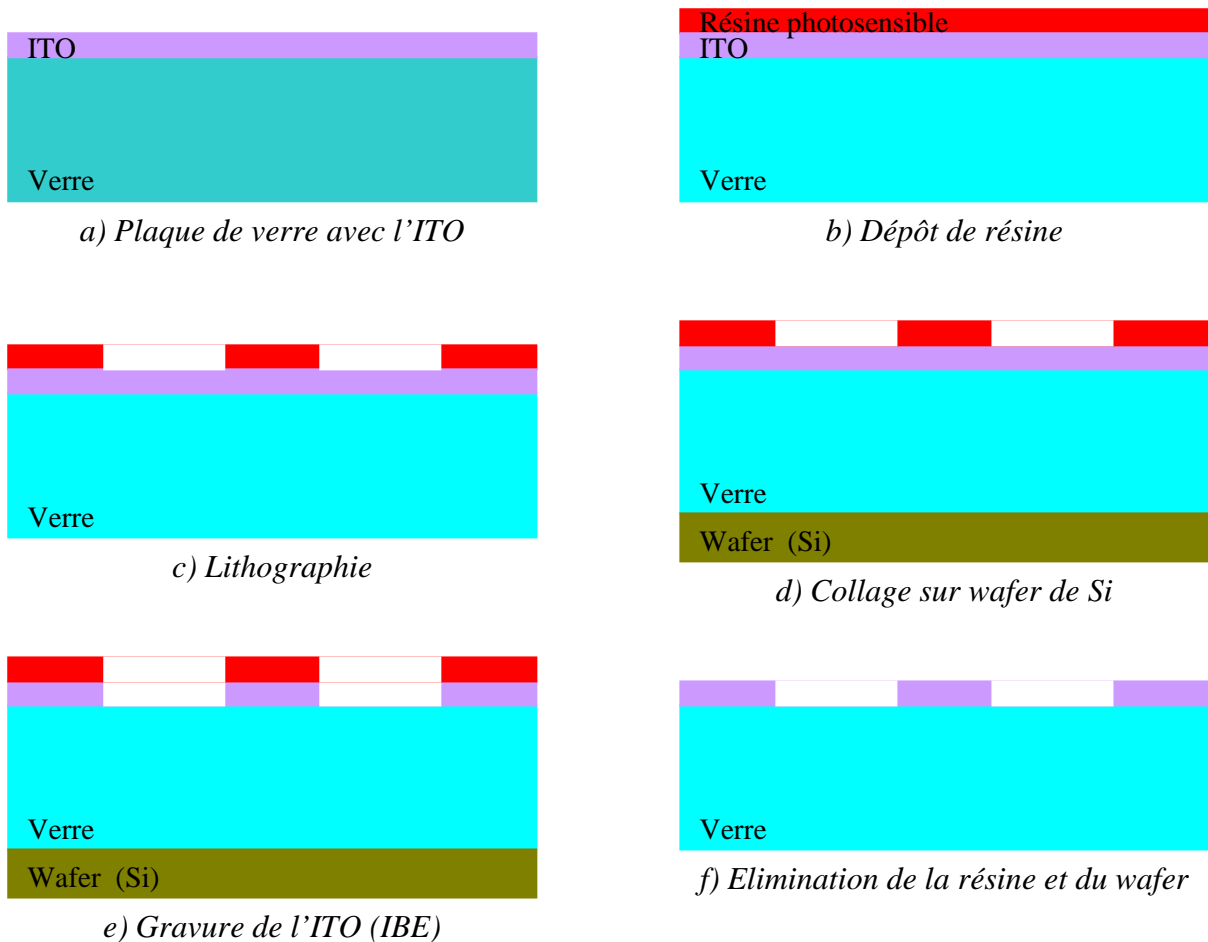 ITO
Verre
a) Plaque de verre avec l’ITO
Résine photosensible
ITO
Verre
b) Dépôt de résine
Verre
c) Lithographie
Verre
Wafer (Si)
d) Collage sur wafer de Si
Verre
Wafer (Si)
e) Gravure de l’ITO (IBE)
Verre
f) Elimination de la résine et du wafer